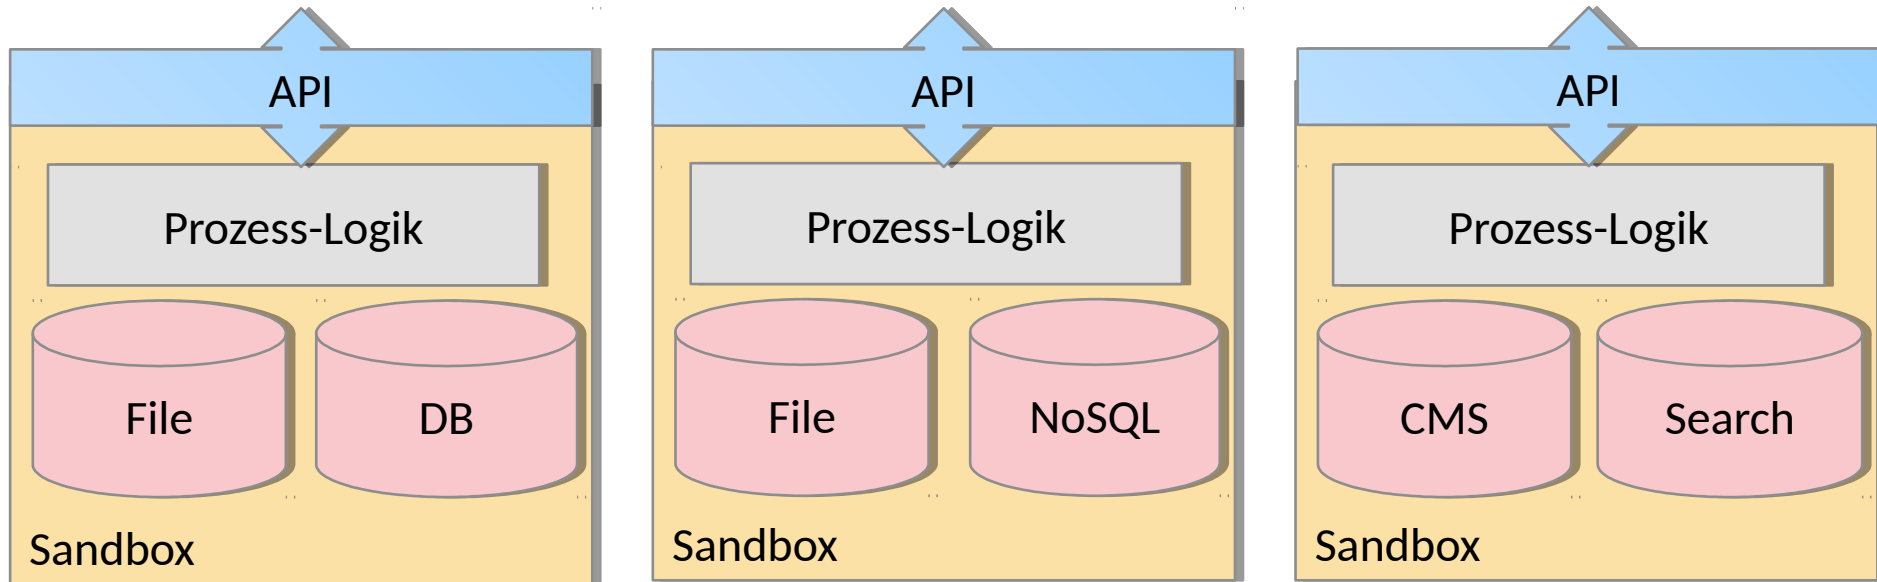 API
API
API
Prozess-Logik
Prozess-Logik
Prozess-Logik
File
DB
File
NoSQL
CMS
Search
Sandbox
Sandbox
Sandbox